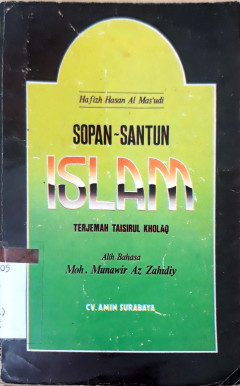 Hafizh Hasan Al Mas'udi
SOPAN~SANTUN
ISLAM
TERJEMAH TAISIRUL KHOLAQ
Alih Bahasa
Moh. Munawir Az Zahidiy
CV. AMIN SURABAYA